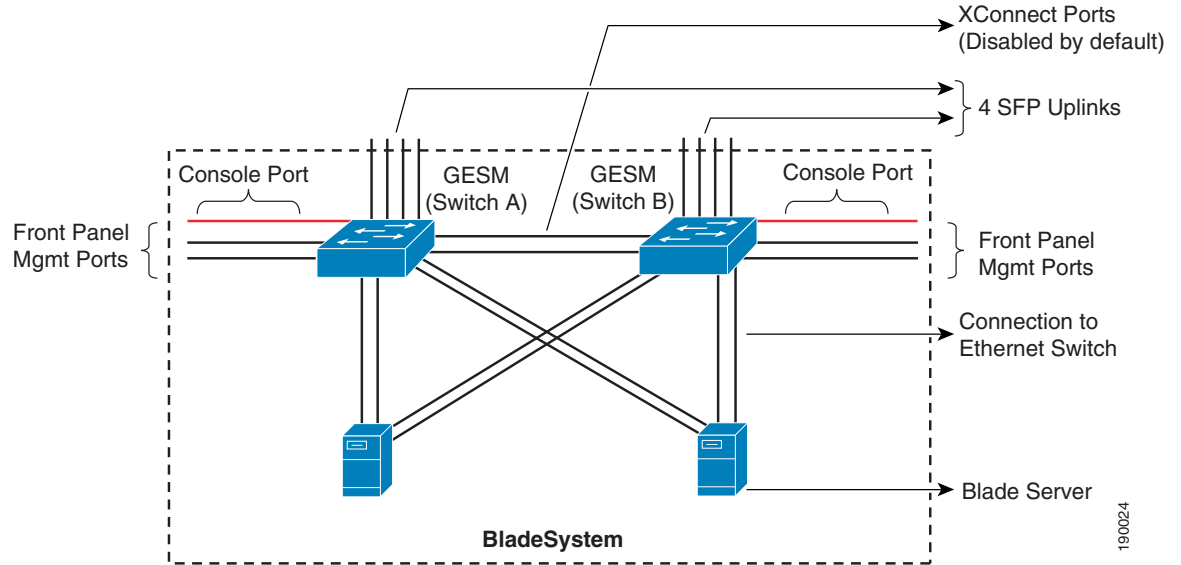 XConnect Ports
(Disabled by default)
4 SFP Uplinks
Console Port
GESM
(Switch A)
GESM
(Switch B)
Console Port
Front Panel
Mgmt Ports
Front Panel
Mgmt Ports
Connection to
Ethernet Switch
Blade Server
BladeSystem
190024